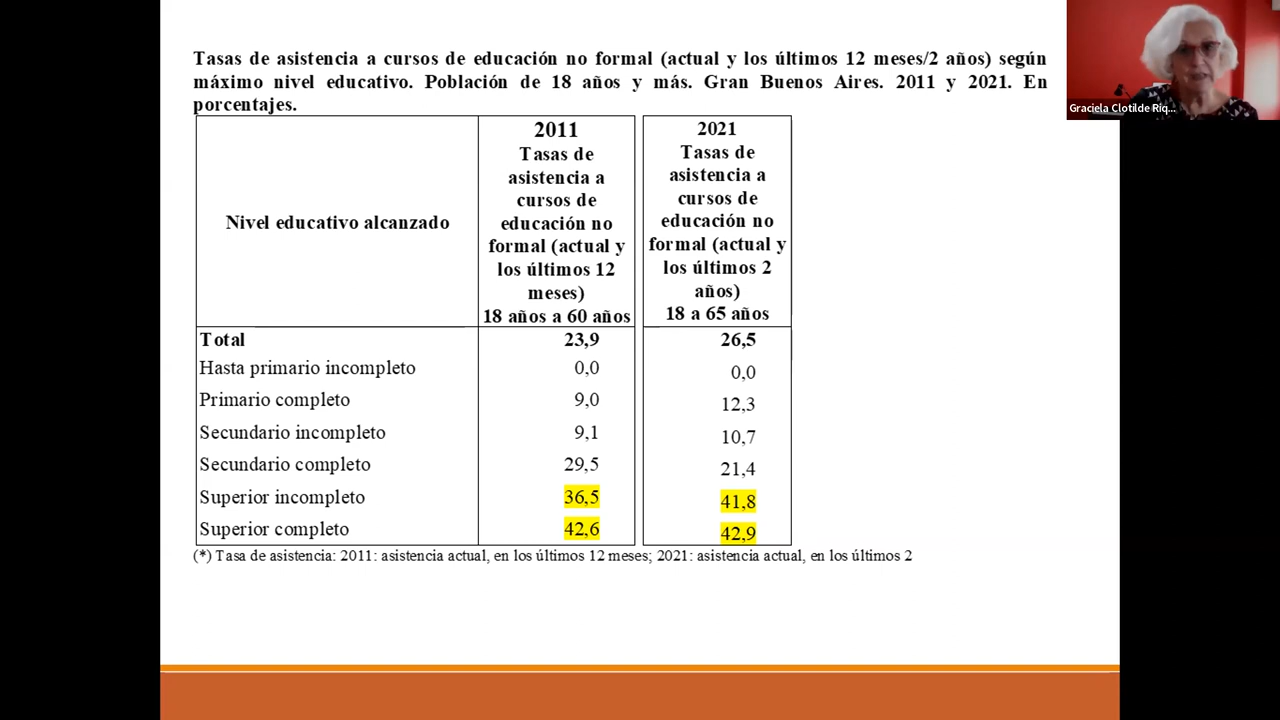 Tasas de asistencia a cursos de educación no formal (actual y los últimos 12 meses/2 años) según
máximo nivel educativo. Población de 18 años y más. Gran Buenos Aires. 2011 y 2021. En
porcentajes.
Graciela Clotilde Riq...
Nivel educativo alcanzado
2011
Tasas de
asistencia a
cursos de
educación no
formal (actual y
los últimos 12
meses)
18 años a 60 años
2021
Tasas de
asistencia a
cursos de
educación no
formal (actual y
los últimos 2
años)
18 a 65 años
Total 23,9 26,5
Hasta primario incompleto 0,0 0,0
Primario completo 9,0 12,3
Secundario incompleto 9,1 10,7
Secundario completo 29,5 21,4
Superior incompleto 36,5 41,8
Superior completo 42,6 42,9
(*) Tasa de asistencia: 2011: asistencia actual, en los últimos 12 meses; 2021: asistencia actual, en los últimos 2